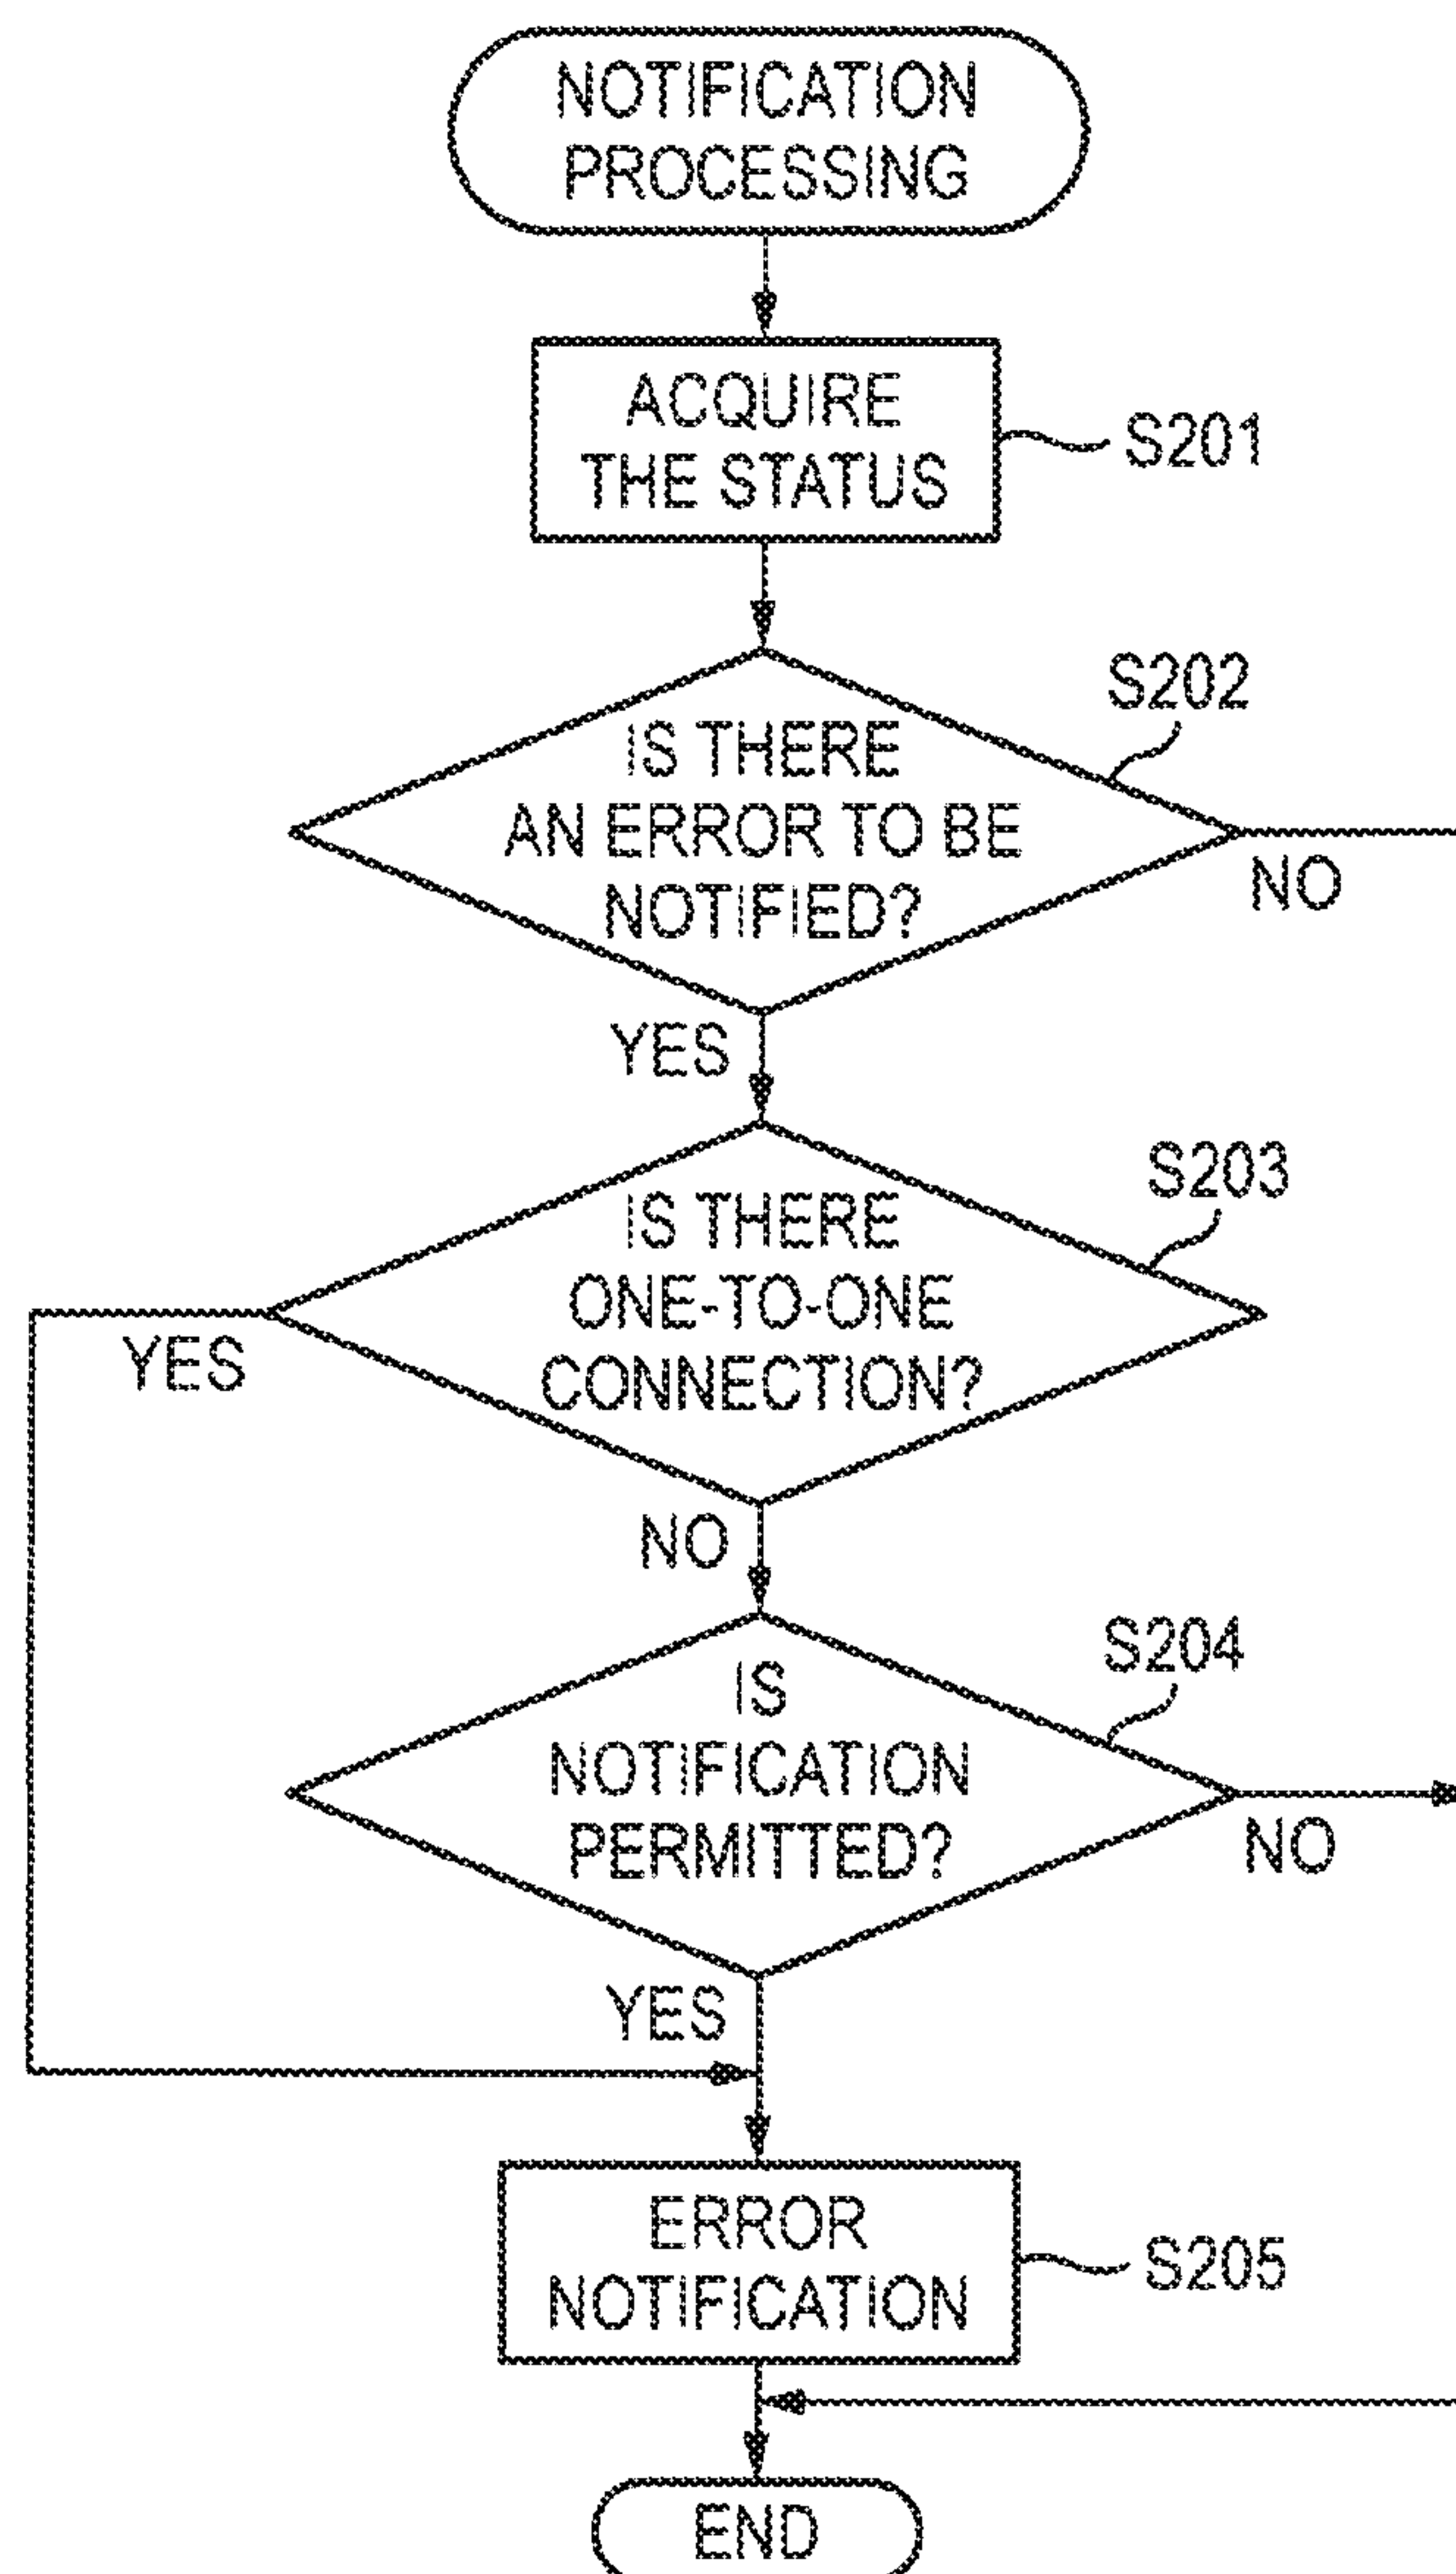 NOTIFICATION
PROCESSING
ACQUIRE
THE STATUS
S201
S202
IS THERE
AN ERROR TO BE
NOTIFIED?
NO
YES
S203
IS THERE
ONE-TO-ONE
CONNECTION?
YES
NO
S204
IS
NOTIFICATION
PERMITTED?
NO
YES
ERROR
NOTIFICATION
S205
END